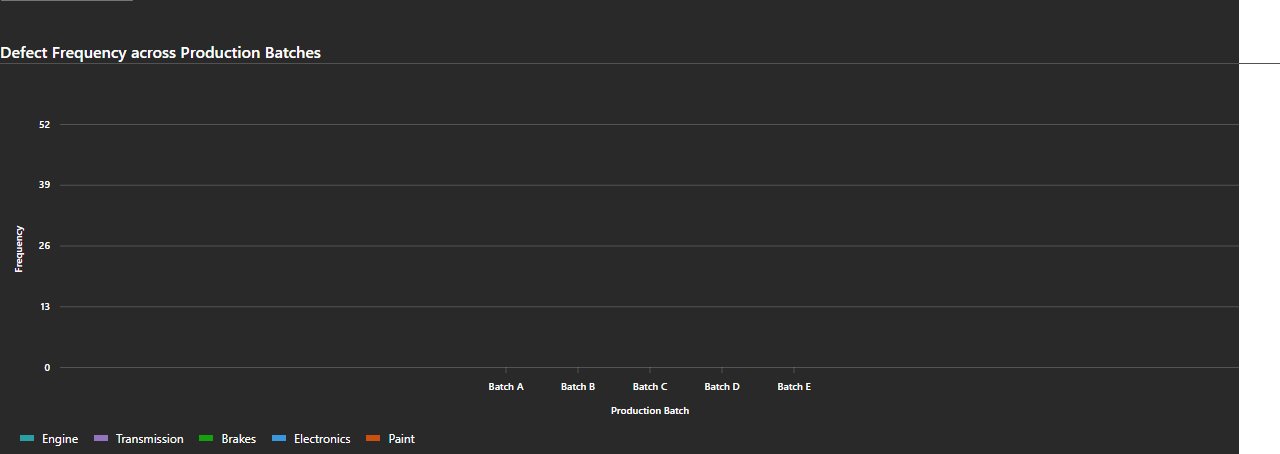 Defect Frequency across Production Batches
52
39
26
13
0
Frequency
Batch A Batch B Batch C Batch D Batch E
Production Batch
Engine Transmission Brakes Electronics Paint